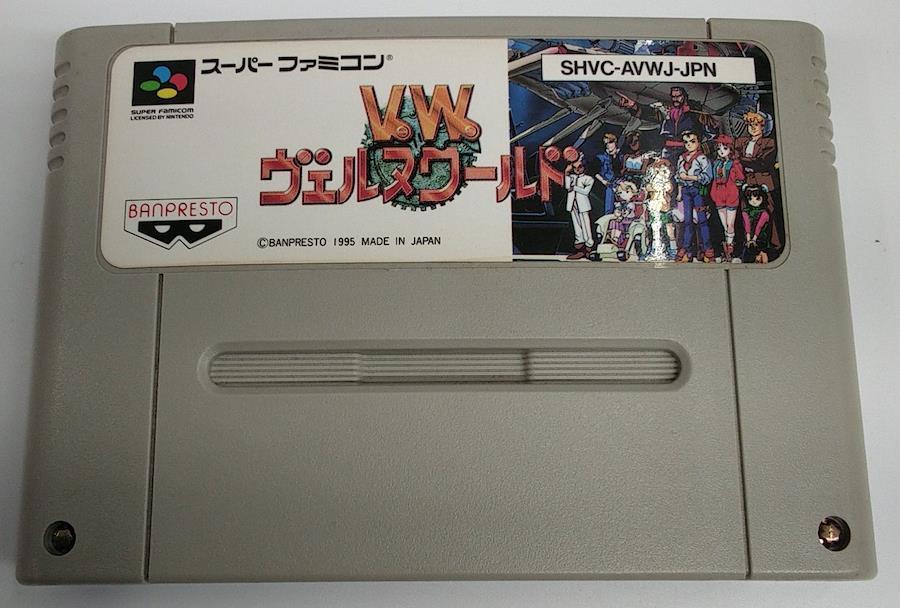 スーパーファミコン®
SHVC-AVWJ-JPN
SUPER FAMICOM
LICENSED BY NINTENDO
V.W.
ヴェルヌワールド
BANPRESTO
©BANPRESTO 1995 MADE IN JAPAN